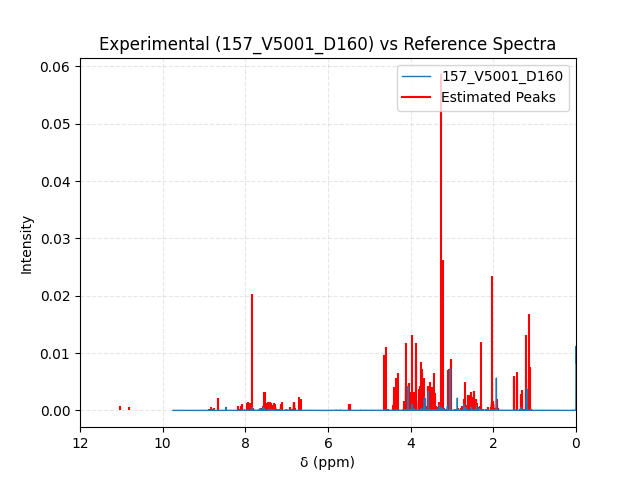 Experimental (157_V5001_D160) vs Reference Spectra
157_V5001_D160
Estimated Peaks
Intensity
0.06
0.05
0.04
0.03
0.02
0.01
0.00
12
10
8
6
4
2
0
δ (ppm)